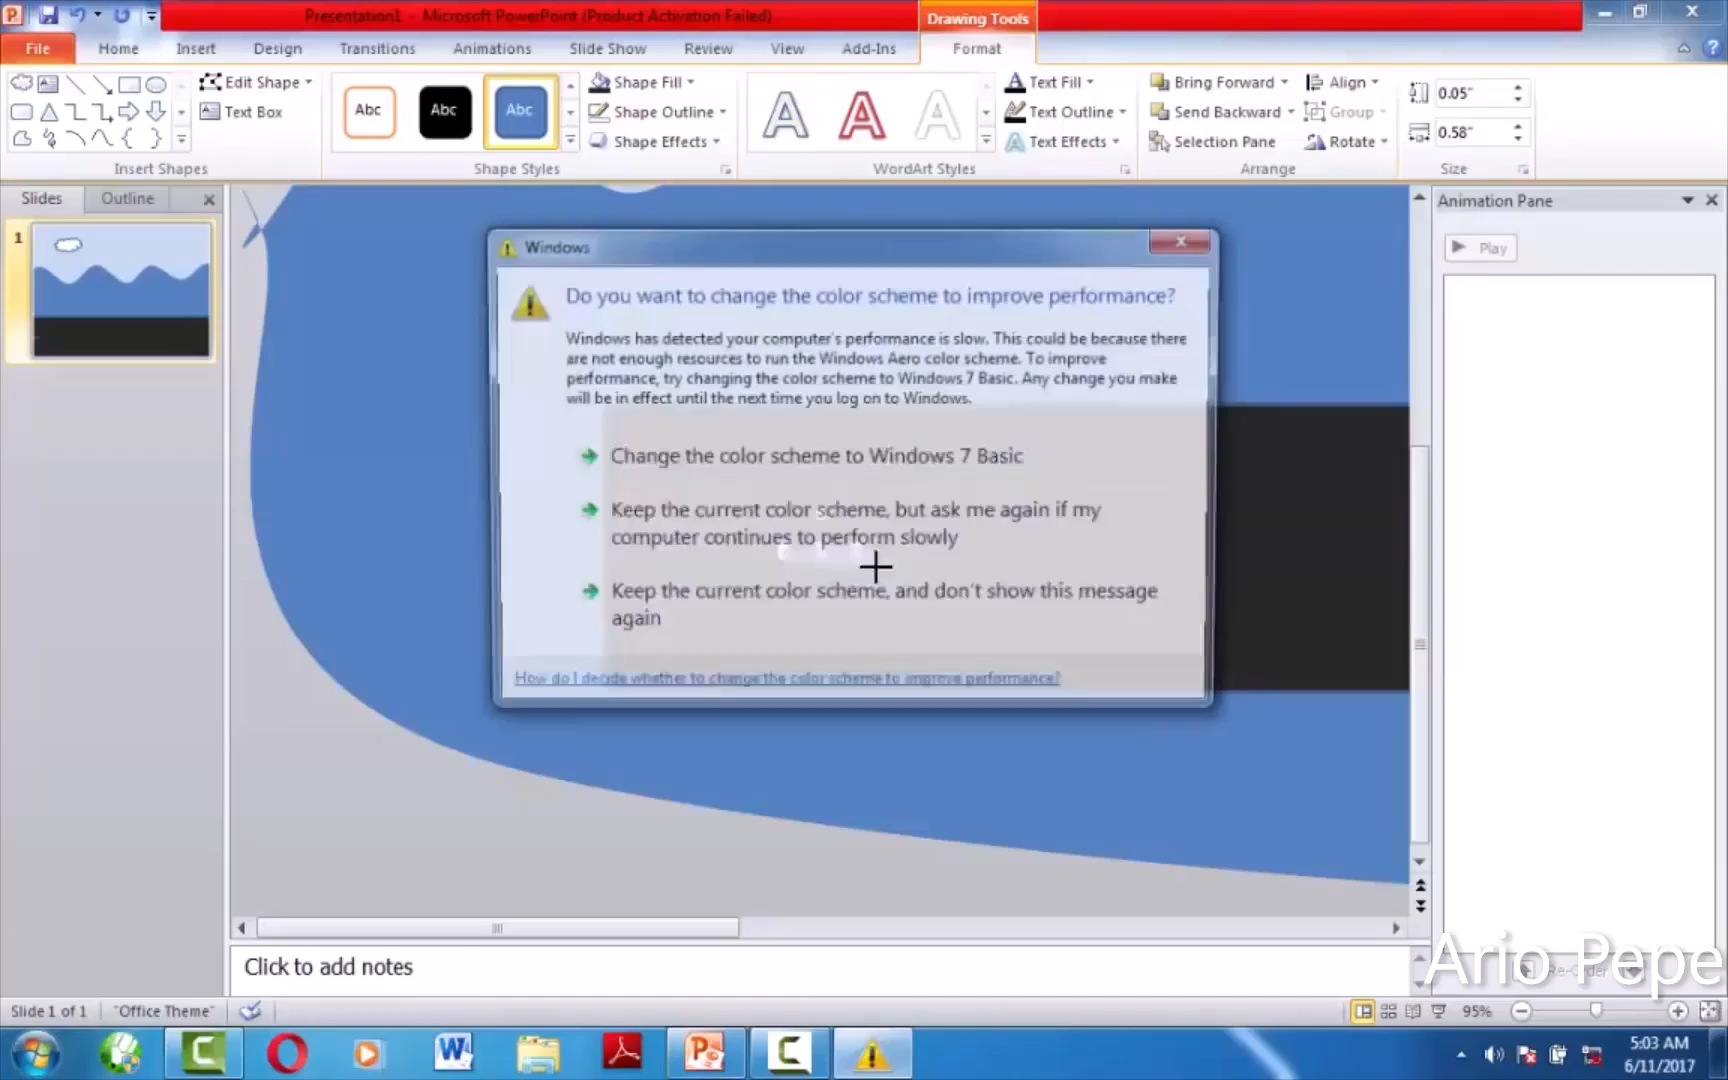 Presentation1 - Microsoft PowerPoint (Product Activation Failed)
Drawing Tools
File Home Insert Design Transitions Animations Slide Show Review View Add-Ins Format
Edit Shape
Text Box
Insert Shapes
Abc Abc Abc
Shape Fill
Shape Outline
Shape Effects
Shape Styles
A A A
Text Fill
Text Outline
Text Effects
WordArt Styles
Bring Forward
Send Backward
Selection Pane
Align
Group
Rotate
Arrange
0.05"
0.58"
Size
Slides Outline
1
Animation Pane
Play
Windows
Do you want to change the color scheme to improve performance?
Windows has detected your computer's performance is slow. This could be because there
are not enough resources to run the Windows Aero color scheme. To improve
performance, try changing the color scheme to Windows 7 Basic. Any change you make
will be in effect until the next time you log on to Windows.
Change the color scheme to Windows 7 Basic
Keep the current color scheme, but ask me again if my
computer continues to perform slowly
Keep the current color scheme, and don't show this message
again
How do I decide whether to change the color scheme to improve performance?
Click to add notes
Re-Order
Ario Pepe
Slide 1 of 1 "Office Theme" 95%
5:03 AM
6/11/2017